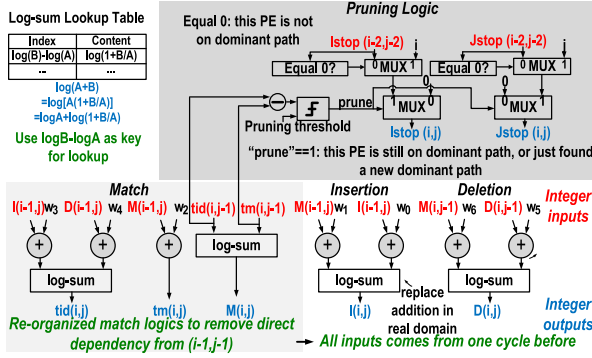 Log-sum Lookup Table
Index Content
log(B)-log(A) log(1+B/A)
... ...
log(A+B)
=log[A(1+B/A)]
=logA+log(1+B/A)
Use logB-logA as key
for lookup
Pruning Logic
Equal 0: this PE is not
on dominant path
Istop (i-2,j-2) i
Jstop (i-2,j-2) i
Equal 0? 0 MUX 1
Equal 0? 0 MUX 1
0 0
prune
1 MUX 0
1 MUX 0
Pruning threshold
Istop (i,j)
Jstop (i,j)
“prune”==1: this PE is still on dominant path, or just found
a new dominant path
Match
Insertion
Deletion
Integer
inputs
I(i-1,j) w3 D(i-1,j) w4 M(i-1,j) w2 tid(i,j-1) tm(i,j-1) M(i-1,j) w1 I(i-1,j) w0 M(i,j-1) w6 D(i,j-1) w5
+ + + + + + +
log-sum log-sum log-sum log-sum
tid(i,j) tm(i,j) M(i,j) I(i,j) D(i,j)
replace
addition in
real domain
Integer
outputs
Re-organized match logics to remove direct
dependency from (i-1,j-1)
All inputs comes from one cycle before